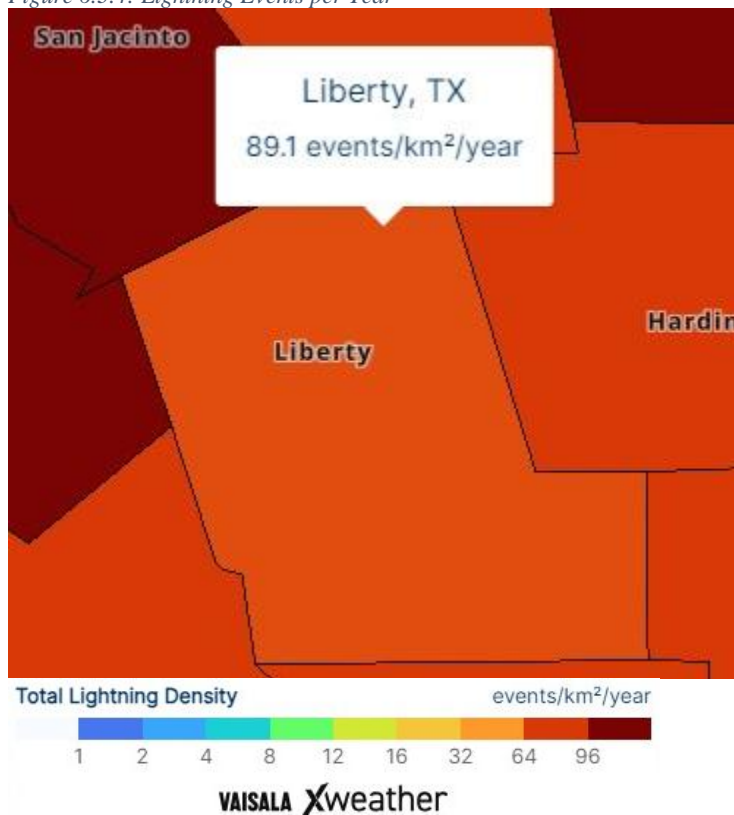 San Jacinto
Liberty, TX
89.1 events/km²/year
Hardin
Liberty
Total Lightning Density events/km²/year
1 2 4 8 12 16 32 64 96
VAISALA Xweather